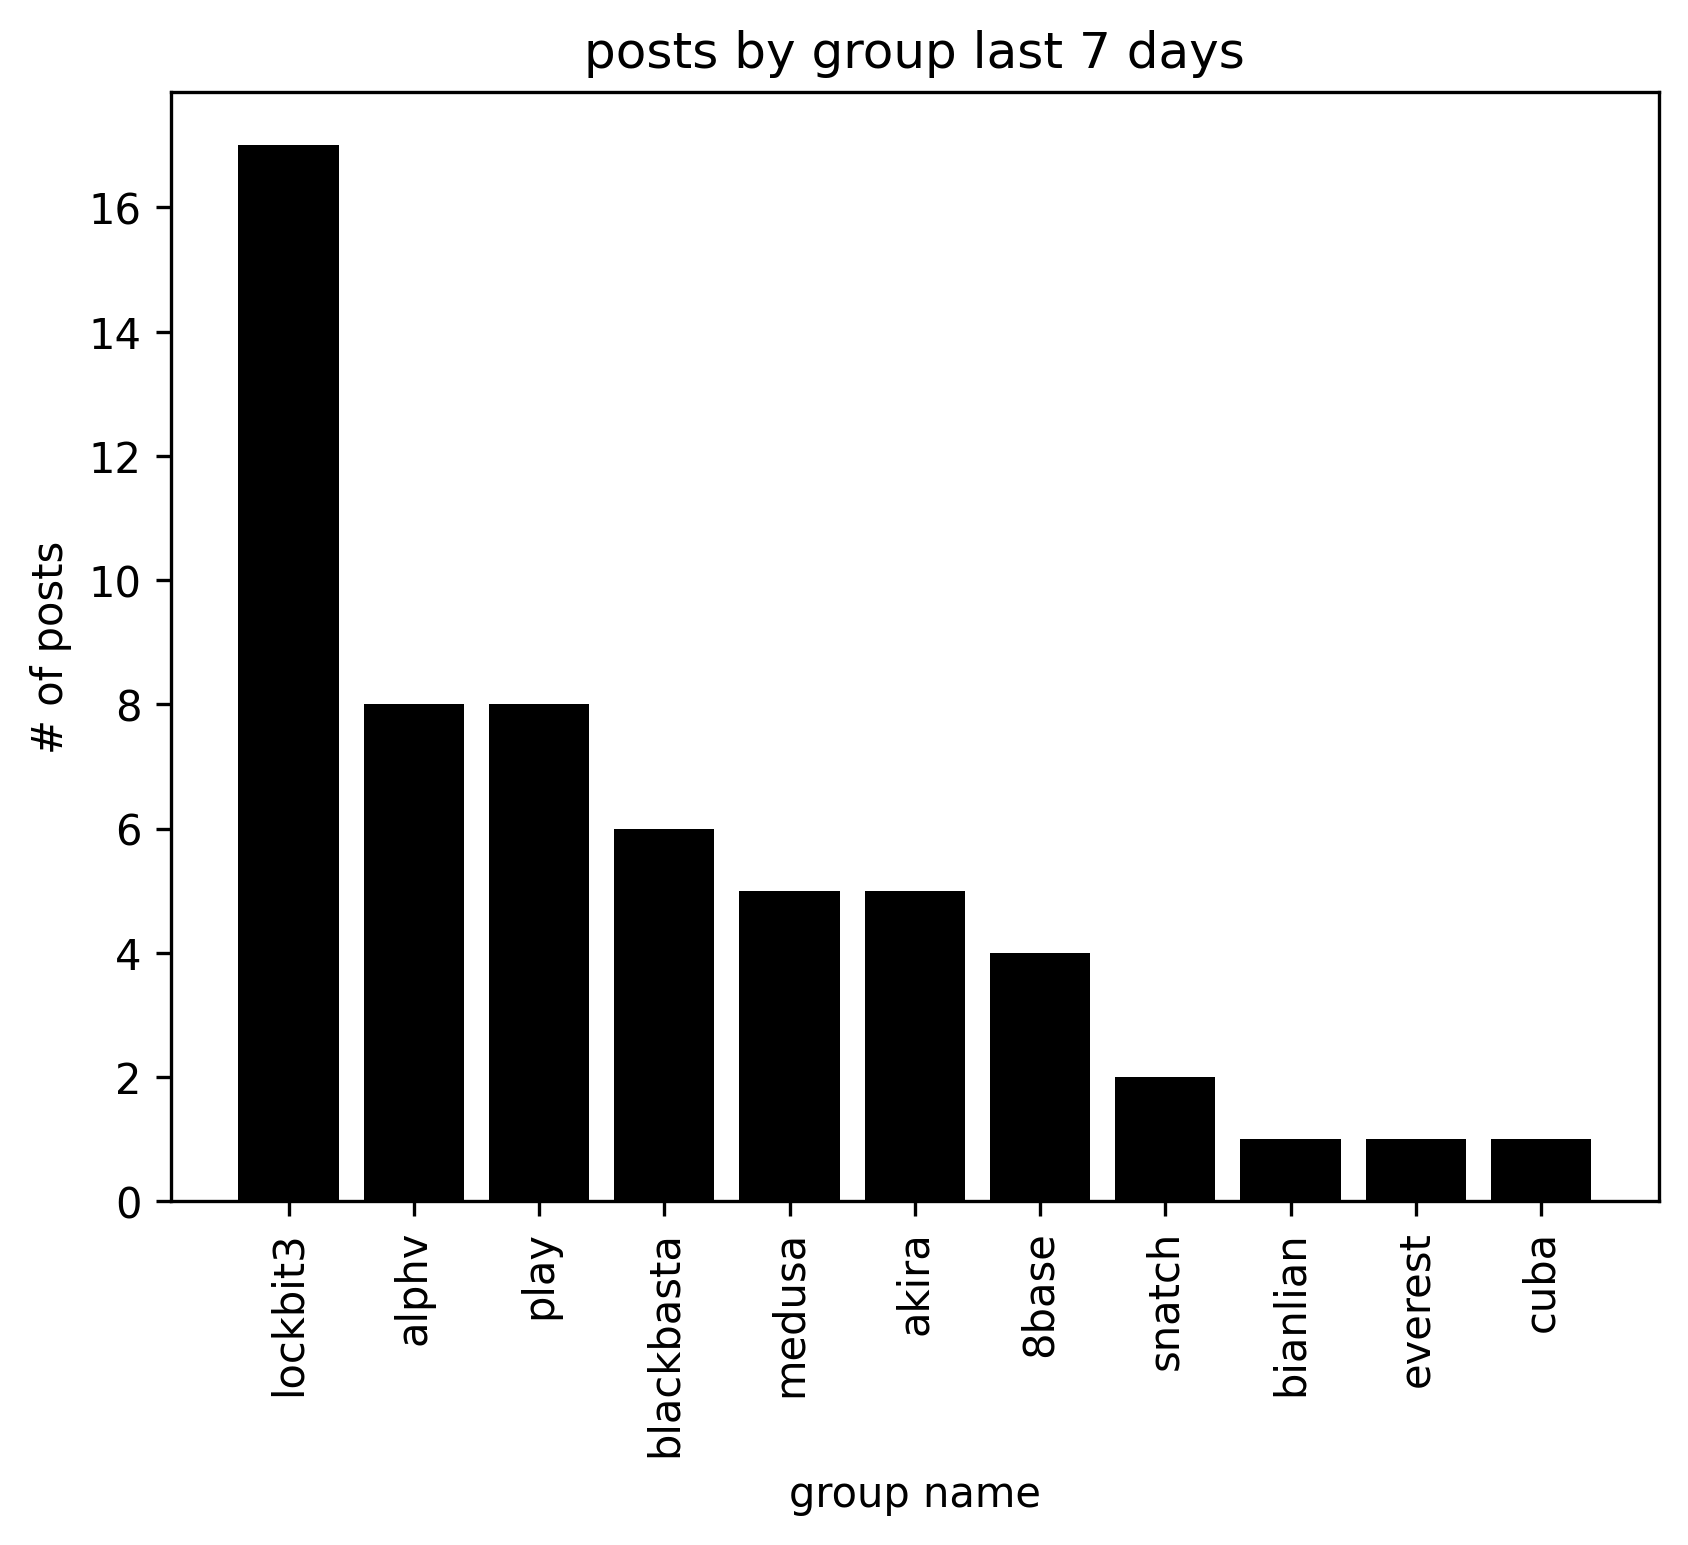 posts by group last 7 days
# of posts
16
14
12
10
8
6
4
2
0
lockbit3
alphv
play
blackbasta
medusa
akira
8base
snatch
bianlian
everest
cuba
group name